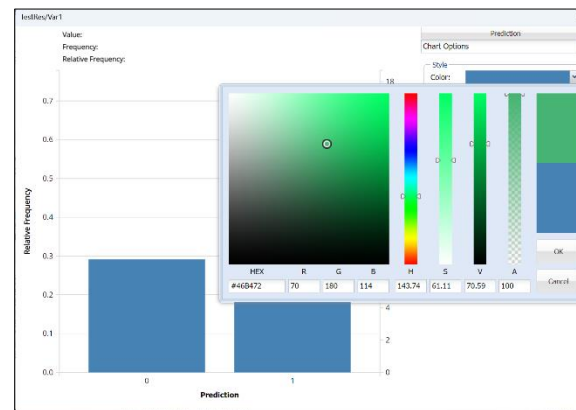 testRes/Var1
Value:
Frequency:
Relative Frequency:
Prediction
Chart Options
Style
Color:
18
0.7
0.6
0.5
0.4
0.3
0.2
0.1
0.0
Relative Frequency
4
2
0
0
1
Prediction
HEX
R
G
B
H
S
V
A
#46B472
70
180
114
143.74
61.11
70.59
100
OK
Cancel